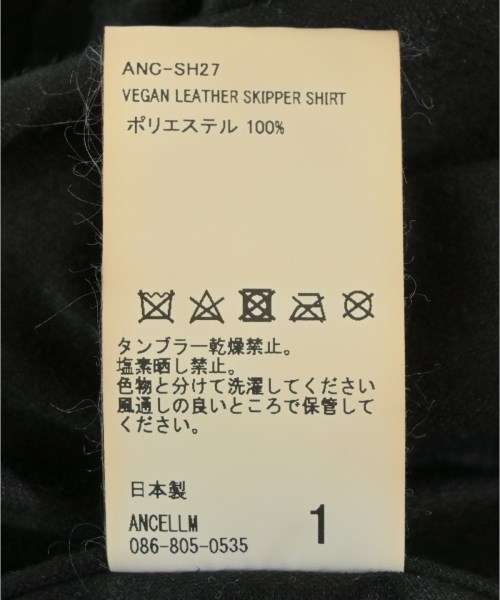 ANC-SH27
VEGAN LEATHER SKIPPER SHIRT
ポリエステル 100%
タンブラー乾燥禁止。
塩素晒し禁止。
色物と分けて洗濯してください
風通しの良いところで保管して
ください。
日本製
ANCELLM
086-805-0535
1